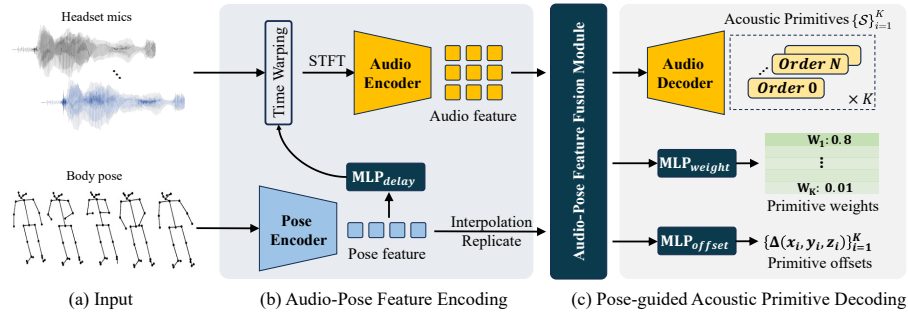 Headset mics
Body pose
(a) Input
Time Warping
STFT
Audio
Encoder
Audio feature
MLP_delay
Pose
Encoder
Pose feature
Interpolation
Replicate
(b) Audio-Pose Feature Encoding
Audio-Pose Feature Fusion Module
Acoustic Primitives {𝒮}_{i=1}^{K}
Audio
Decoder
Order N
Order 0
× K
MLP_weight
W₁: 0.8
⋮
W_K: 0.01
Primitive weights
MLP_offset
{Δ(x_i, y_i, z_i)}_{i=1}^{K}
Primitive offsets
(c) Pose-guided Acoustic Primitive Decoding